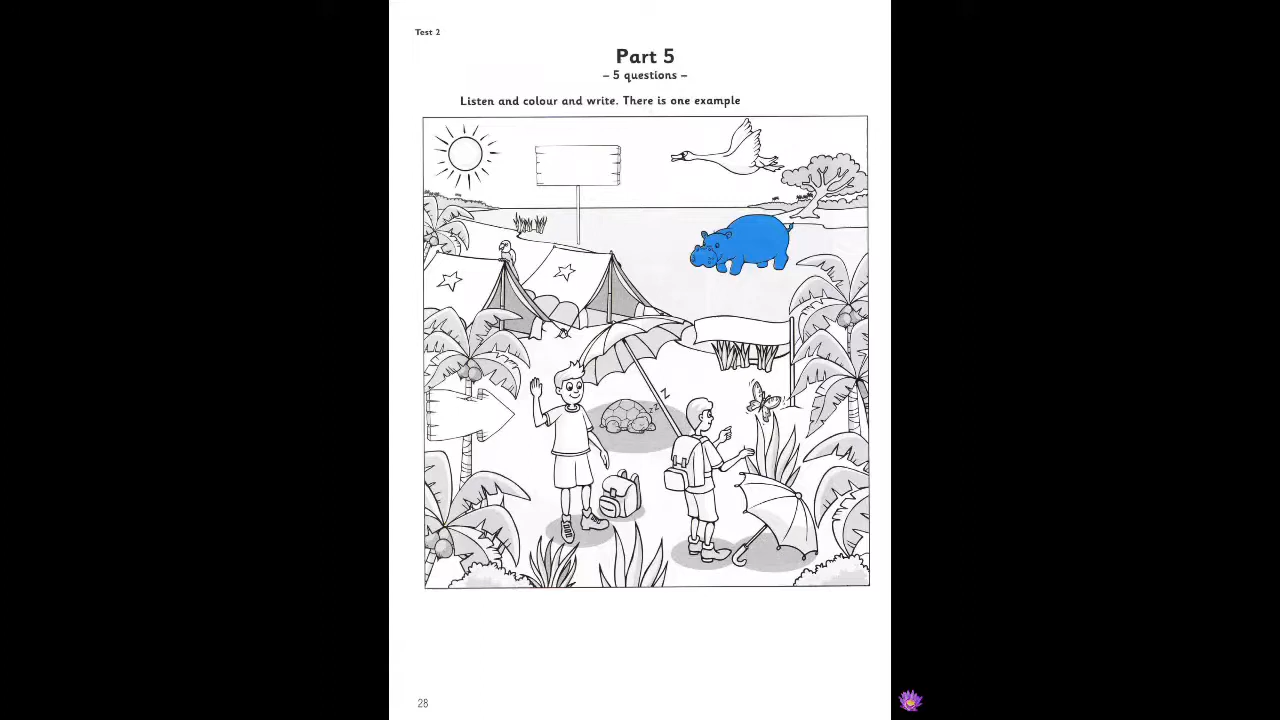 Test 2
Part 5
– 5 questions –
Listen and colour and write. There is one example
z z Z Z
28